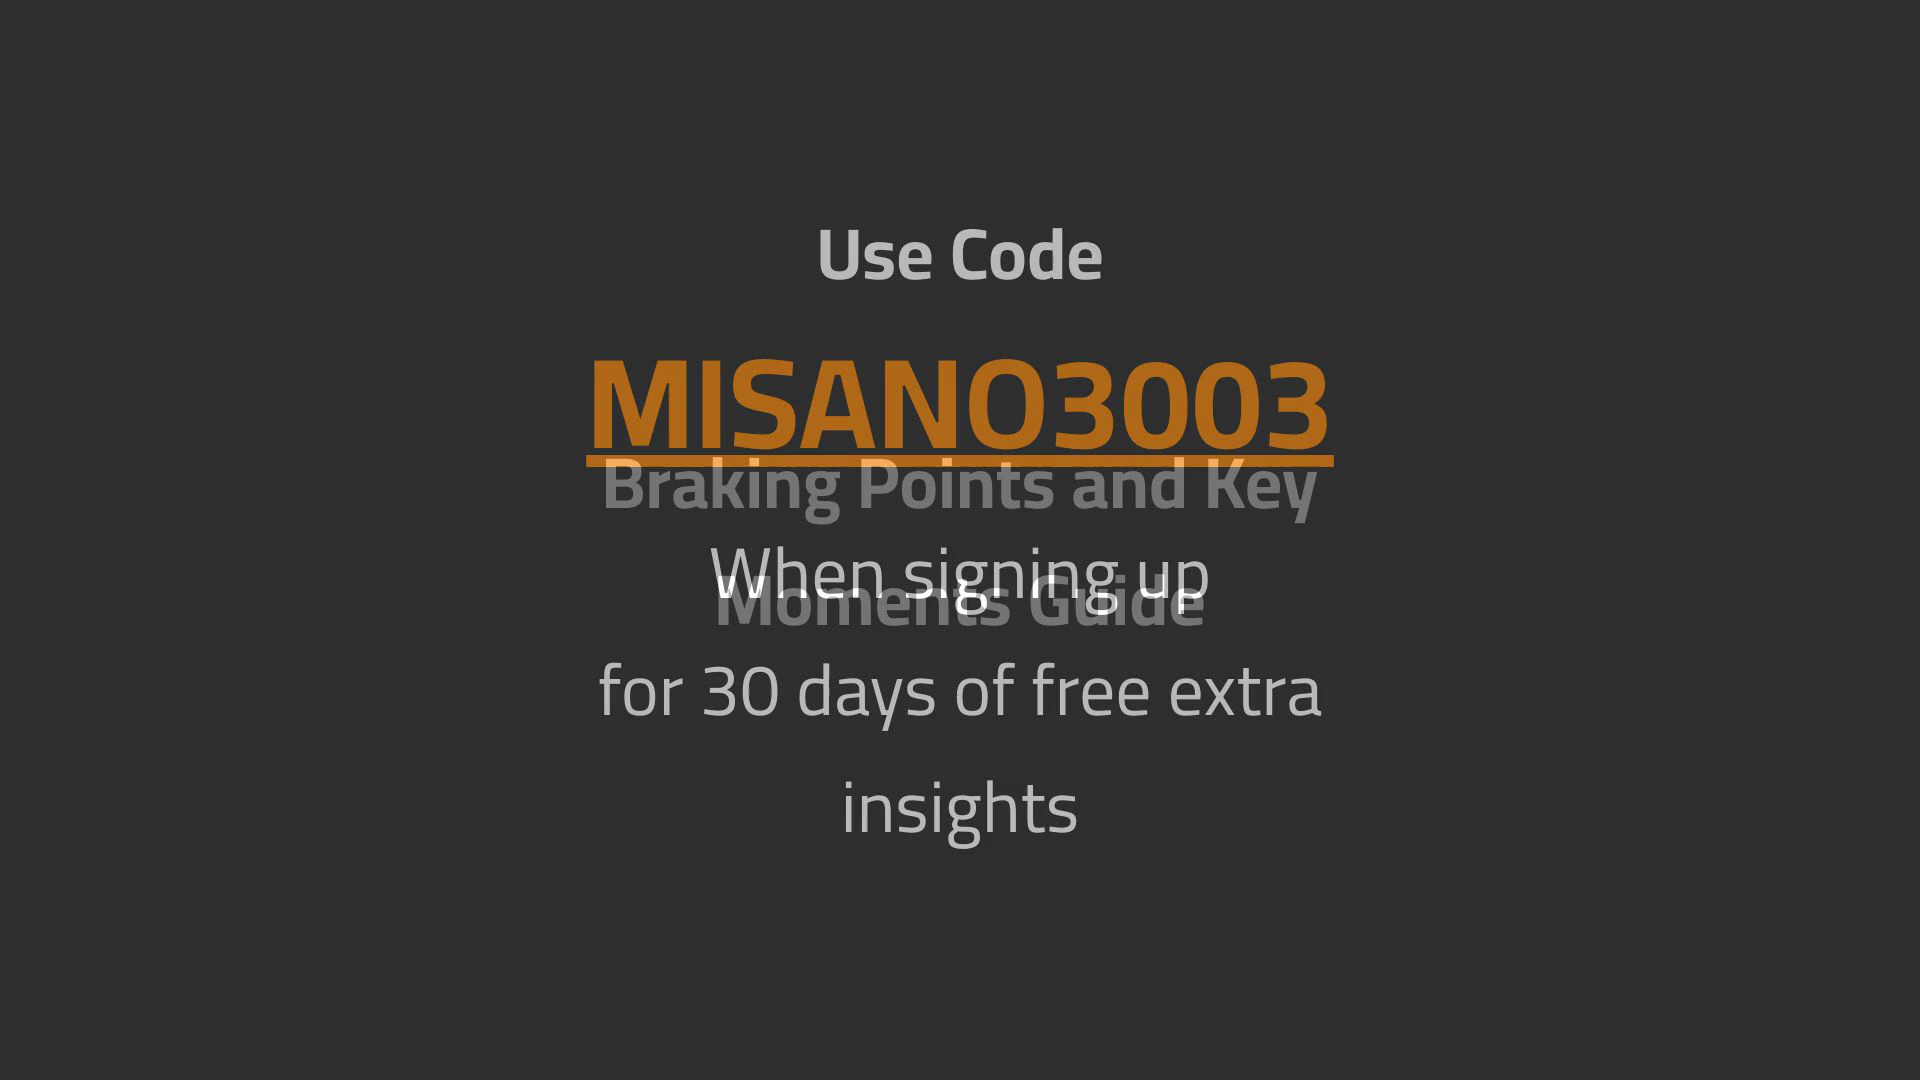 Use Code
MISANO3003
Braking Points and Key
When signing up
Moments Guide
for 30 days of free extra
insights